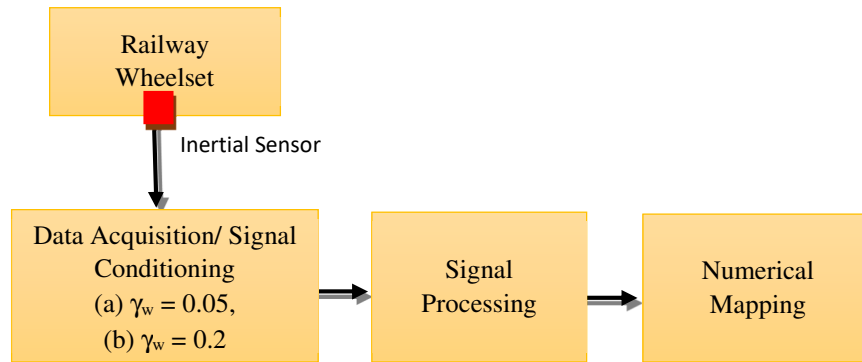 Railway
Wheelset
Inertial Sensor
Data Acquisition/ Signal
Conditioning
(a) γw = 0.05,
(b) γw = 0.2
Signal
Processing
Numerical
Mapping